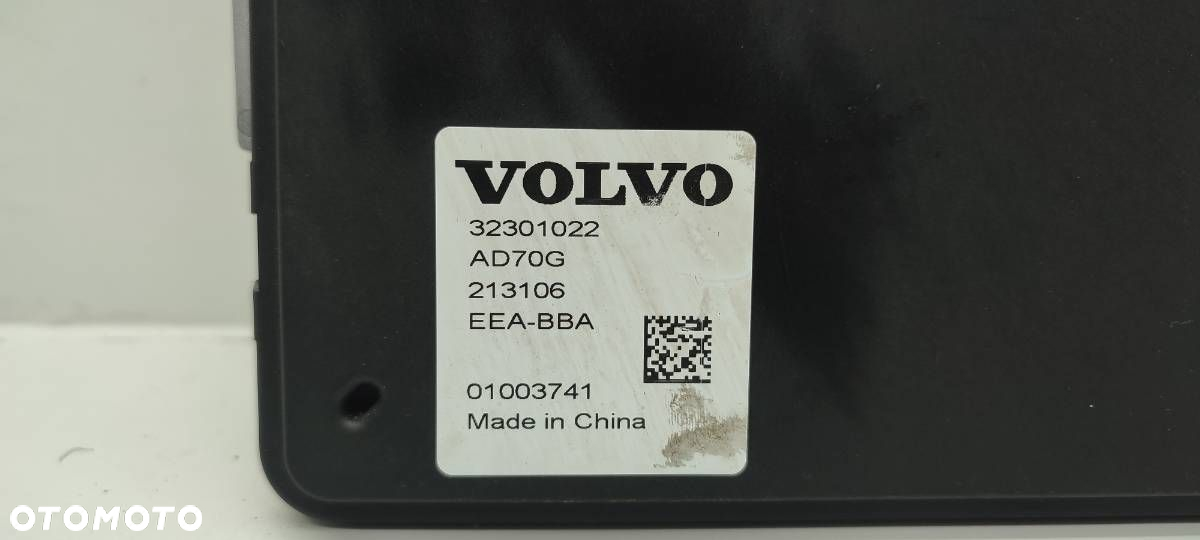 VOLVO
32301022
AD70G
213106
EEA-BBA
01003741
Made in China
OTOMOTO